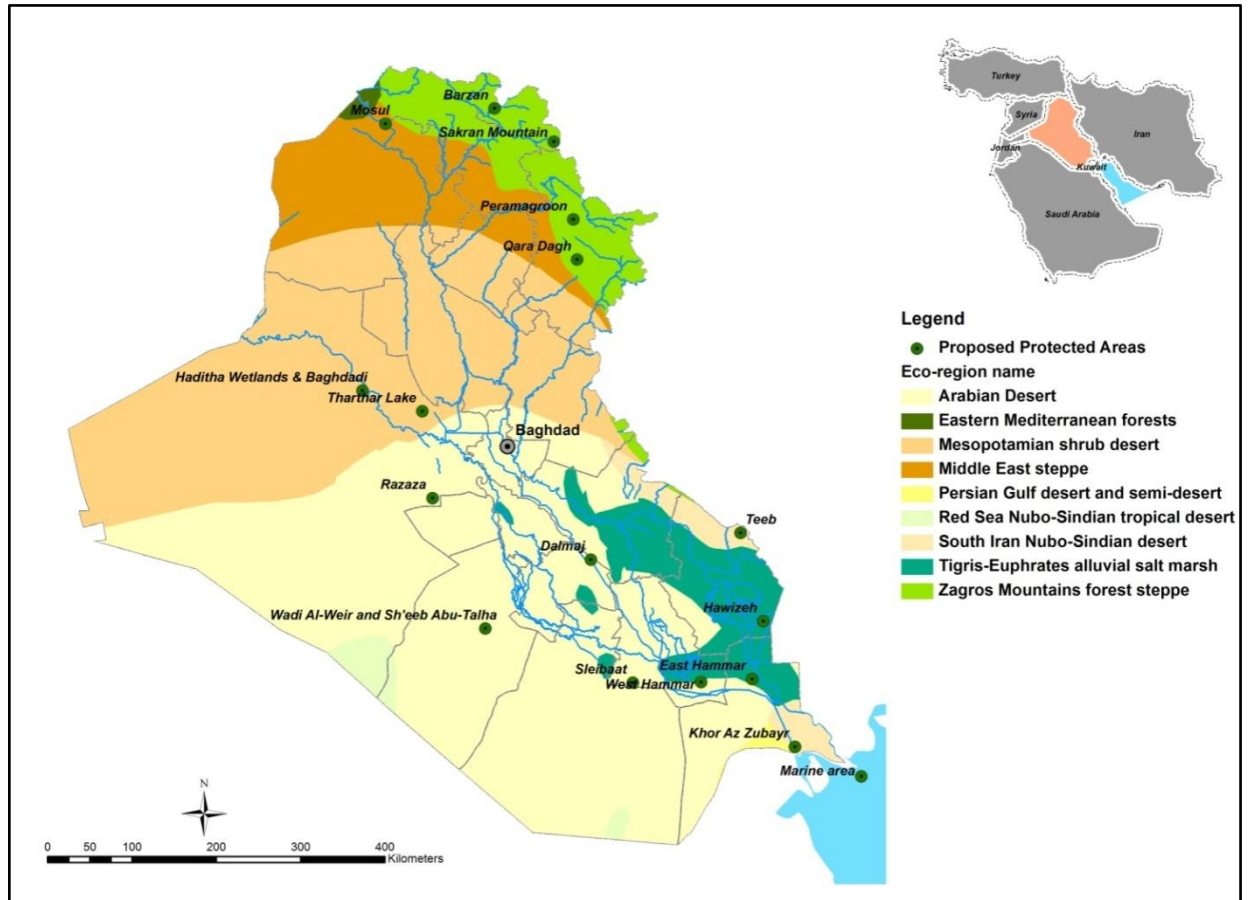 Turkey
Syria
Iran
Jordan
Kuwait
Saudi Arabia
Barzan
Mosul
Sakran Mountain
Peramagroon
Qara Dagh
Haditha Wetlands & Baghdadi
Tharthar Lake
Baghdad
Razaza
Teeb
Dalmaj
Wadi Al-Weir and Sh'eeb Abu-Talha
Hawizeh
Sleibaat
East Hammar
West Hammar
Khor Az Zubayr
Marine area
Legend
Proposed Protected Areas
Eco-region name
Arabian Desert
Eastern Mediterranean forests
Mesopotamian shrub desert
Middle East steppe
Persian Gulf desert and semi-desert
Red Sea Nubo-Sindian tropical desert
South Iran Nubo-Sindian desert
Tigris-Euphrates alluvial salt marsh
Zagros Mountains forest steppe
N
0 50 100 200 300 400
Kilometers